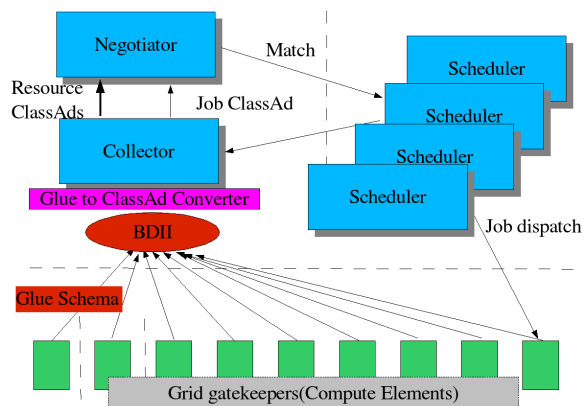 Negotiator
Match
Scheduler
Resource
ClassAds
Job ClassAd
Scheduler
Collector
Scheduler
Glue to ClassAd Converter
Scheduler
BDII
Job dispatch
Glue Schema
Grid gatekeepers(Compute Elements)